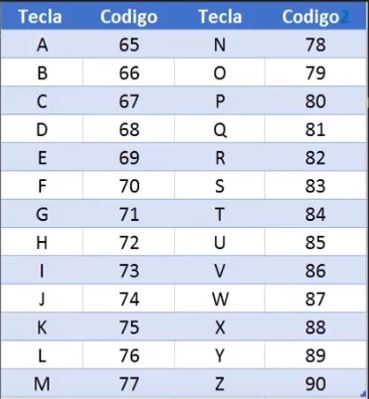 Tecla Codigo Tecla Codigo2
A 65 N 78
B 66 O 79
C 67 P 80
D 68 Q 81
E 69 R 82
F 70 S 83
G 71 T 84
H 72 U 85
I 73 V 86
J 74 W 87
K 75 X 88
L 76 Y 89
M 77 Z 90